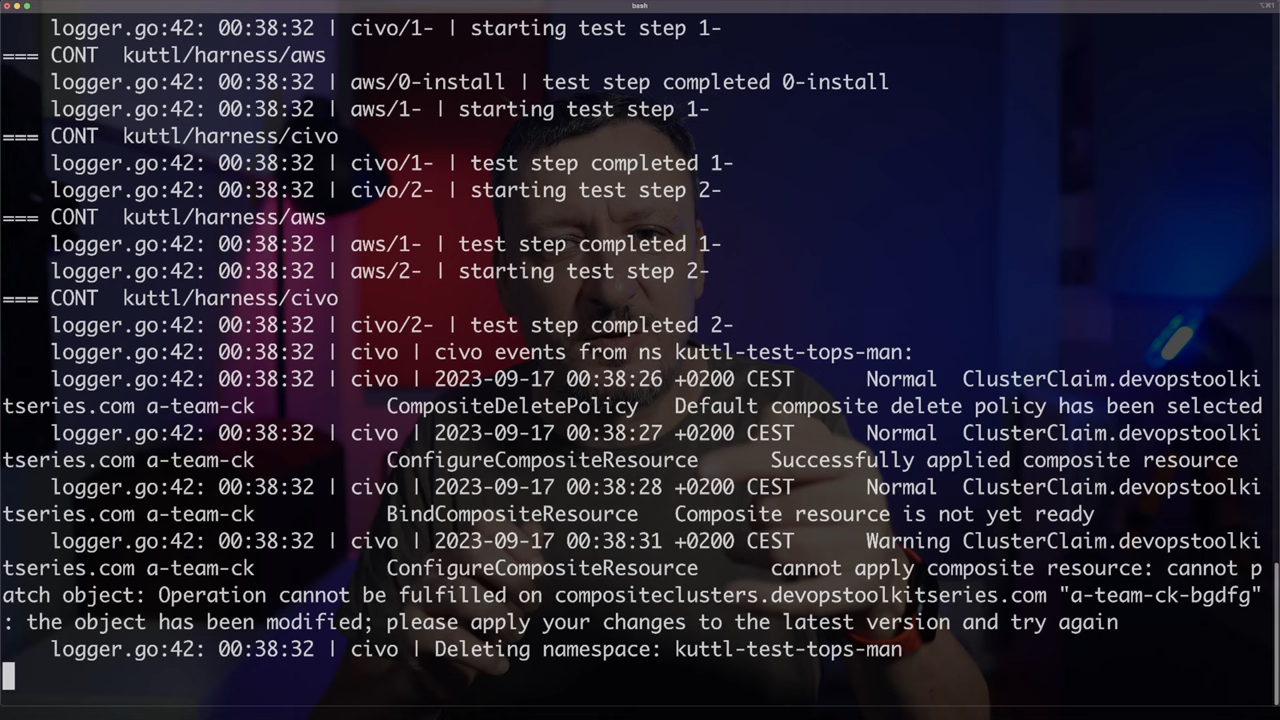 bash
⌥⌘1
logger.go:42: 00:38:32 | civo/1- | starting test step 1-
=== CONT  kuttl/harness/aws
logger.go:42: 00:38:32 | aws/0-install | test step completed 0-install
logger.go:42: 00:38:32 | aws/1- | starting test step 1-
=== CONT  kuttl/harness/civo
logger.go:42: 00:38:32 | civo/1- | test step completed 1-
logger.go:42: 00:38:32 | civo/2- | starting test step 2-
=== CONT  kuttl/harness/aws
logger.go:42: 00:38:32 | aws/1- | test step completed 1-
logger.go:42: 00:38:32 | aws/2- | starting test step 2-
=== CONT  kuttl/harness/civo
logger.go:42: 00:38:32 | civo/2- | test step completed 2-
logger.go:42: 00:38:32 | civo | civo events from ns kuttl-test-tops-man:
logger.go:42: 00:38:32 | civo | 2023-09-17 00:38:26 +0200 CEST      Normal  ClusterClaim.devopstoolki
tseries.com a-team-ck           CompositeDeletePolicy   Default composite delete policy has been selected
logger.go:42: 00:38:32 | civo | 2023-09-17 00:38:27 +0200 CEST      Normal  ClusterClaim.devopstoolki
tseries.com a-team-ck           ConfigureCompositeResource      Successfully applied composite resource
logger.go:42: 00:38:32 | civo | 2023-09-17 00:38:28 +0200 CEST      Normal  ClusterClaim.devopstoolki
tseries.com a-team-ck           BindCompositeResource   Composite resource is not yet ready
logger.go:42: 00:38:32 | civo | 2023-09-17 00:38:31 +0200 CEST      Warning ClusterClaim.devopstoolki
tseries.com a-team-ck           ConfigureCompositeResource      cannot apply composite resource: cannot p
atch object: Operation cannot be fulfilled on compositeclusters.devopstoolkitseries.com "a-team-ck-bgdfg"
: the object has been modified; please apply your changes to the latest version and try again
logger.go:42: 00:38:32 | civo | Deleting namespace: kuttl-test-tops-man